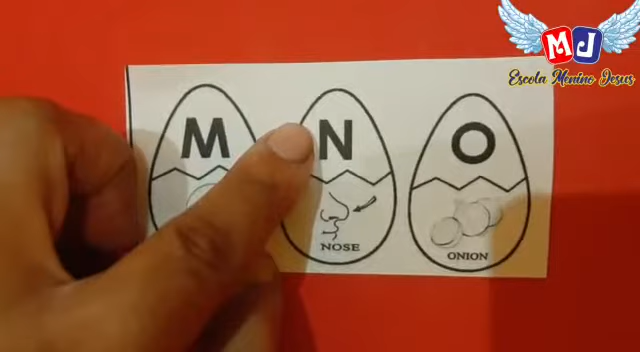 MJ
Escola Menino Jesus
M N O
NOSE
ONION